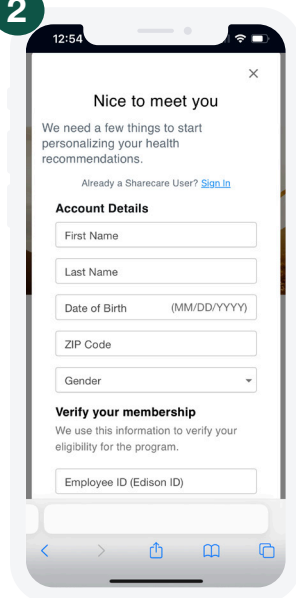 2
12:54
Nice to meet you
We need a few things to start
personalizing your health
recommendations.
Already a Sharecare User? Sign In
Account Details
First Name
Last Name
Date of Birth (MM/DD/YYYY)
ZIP Code
Gender
Verify your membership
We use this information to verify your
eligibility for the program.
Employee ID (Edison ID)